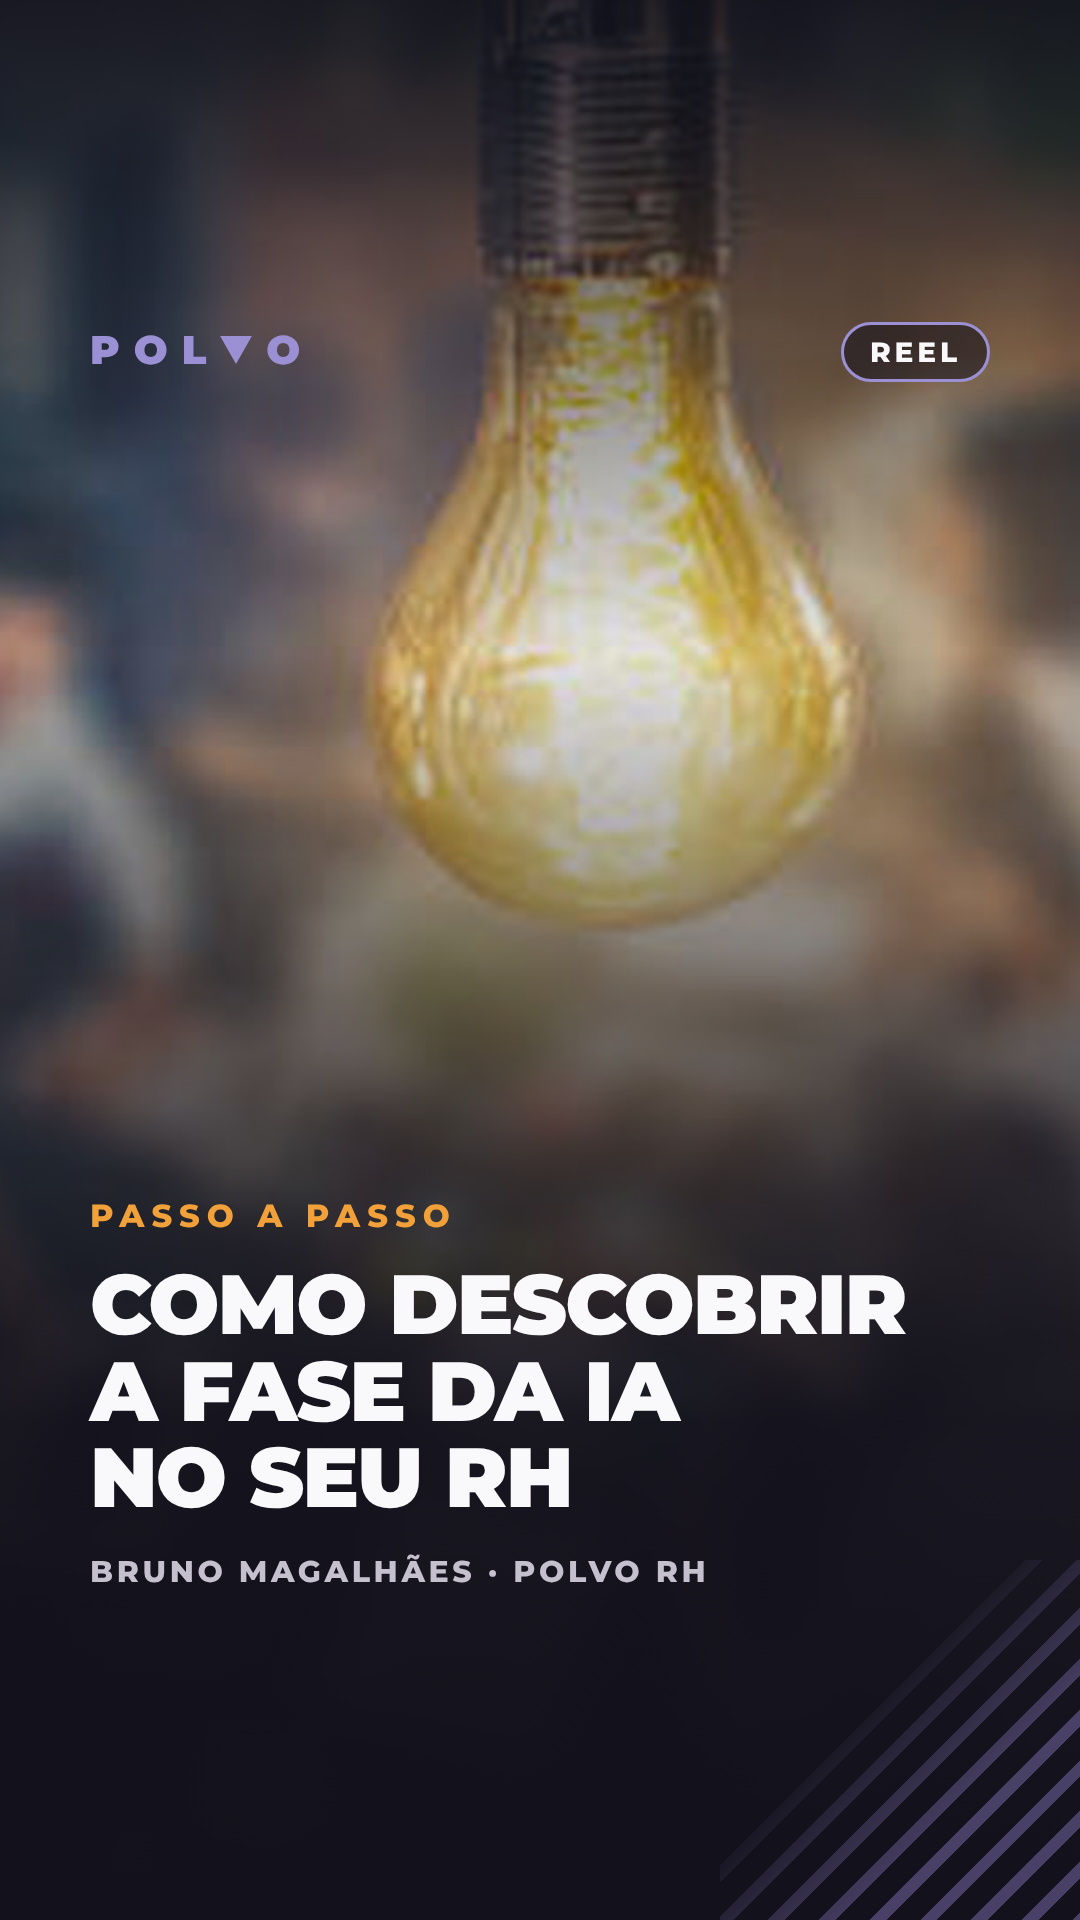 POLVO
REEL
PASSO A PASSO
COMO DESCOBRIR
A FASE DA IA
NO SEU RH
BRUNO MAGALHÃES · POLVO RH